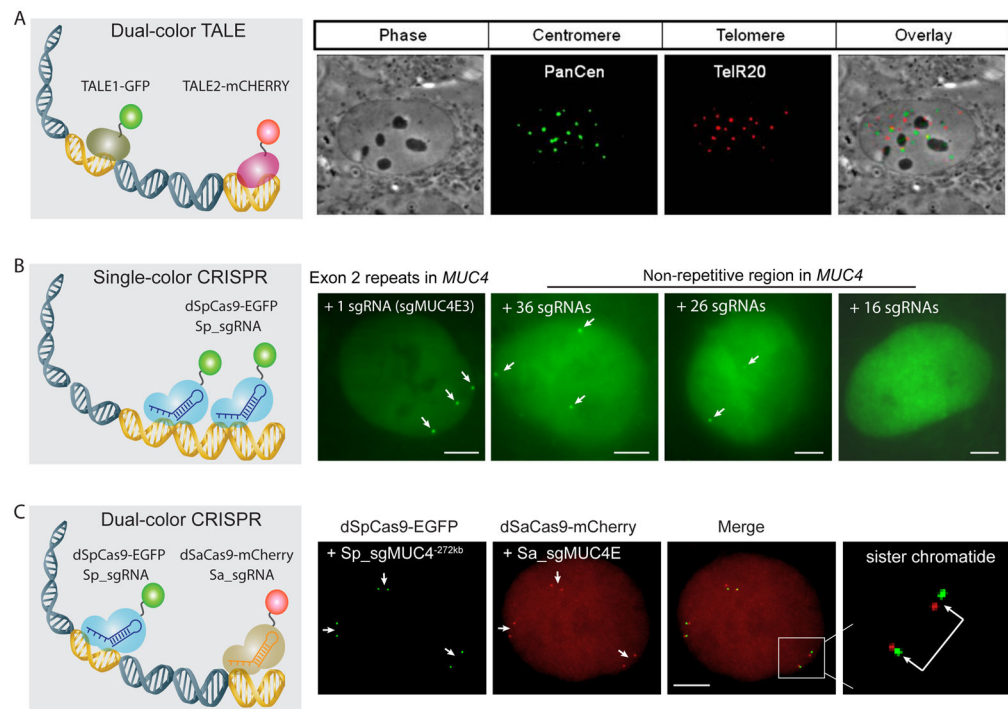 A
Dual-color TALE
TALE1-GFP
TALE2-mCHERRY
Phase
Centromere
Telomere
Overlay
PanCen
TelR20
B
Single-color CRISPR
dSpCas9-EGFP
Sp_sgRNA
Exon 2 repeats in MUC4
Non-repetitive region in MUC4
+ 1 sgRNA (sgMUC4E3)
+ 36 sgRNAs
+ 26 sgRNAs
+ 16 sgRNAs
C
Dual-color CRISPR
dSpCas9-EGFP
Sp_sgRNA
dSaCas9-mCherry
Sa_sgRNA
dSpCas9-EGFP
+ Sp_sgMUC4-272kb
dSaCas9-mCherry
+ Sa_sgMUC4E
Merge
sister chromatide